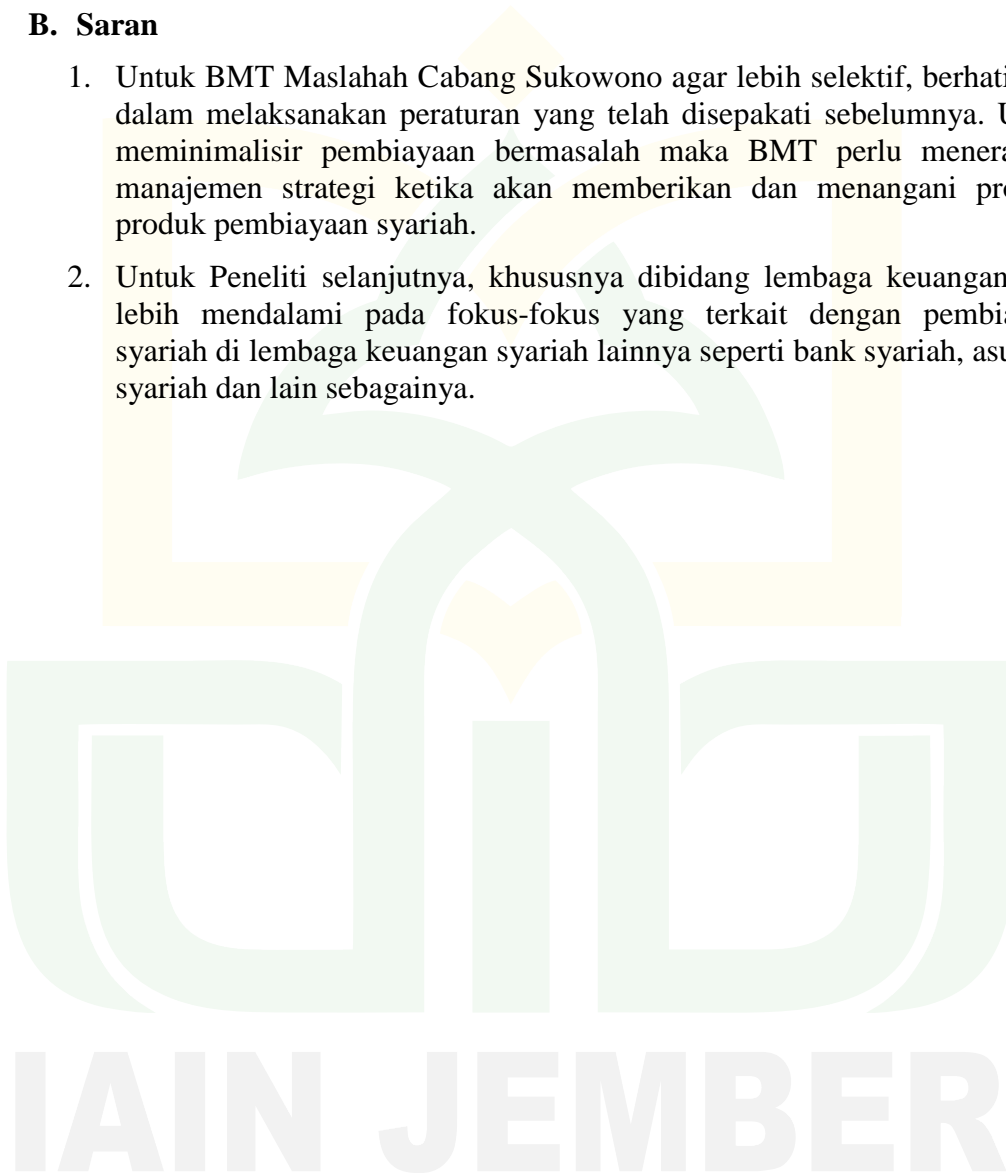 B. Saran
1. Untuk BMT Maslahah Cabang Sukowono agar lebih selektif, berhati
dalam melaksanakan peraturan yang telah disepakati sebelumnya. U
meminimalisir pembiayaan bermasalah maka BMT perlu menera
manajemen strategi ketika akan memberikan dan menangani pro
produk pembiayaan syariah.
2. Untuk Peneliti selanjutnya, khususnya dibidang lembaga keuangan
lebih mendalami pada fokus-fokus yang terkait dengan pembia
syariah di lembaga keuangan syariah lainnya seperti bank syariah, asu
syariah dan lain sebagainya.
IAIN JEMBER